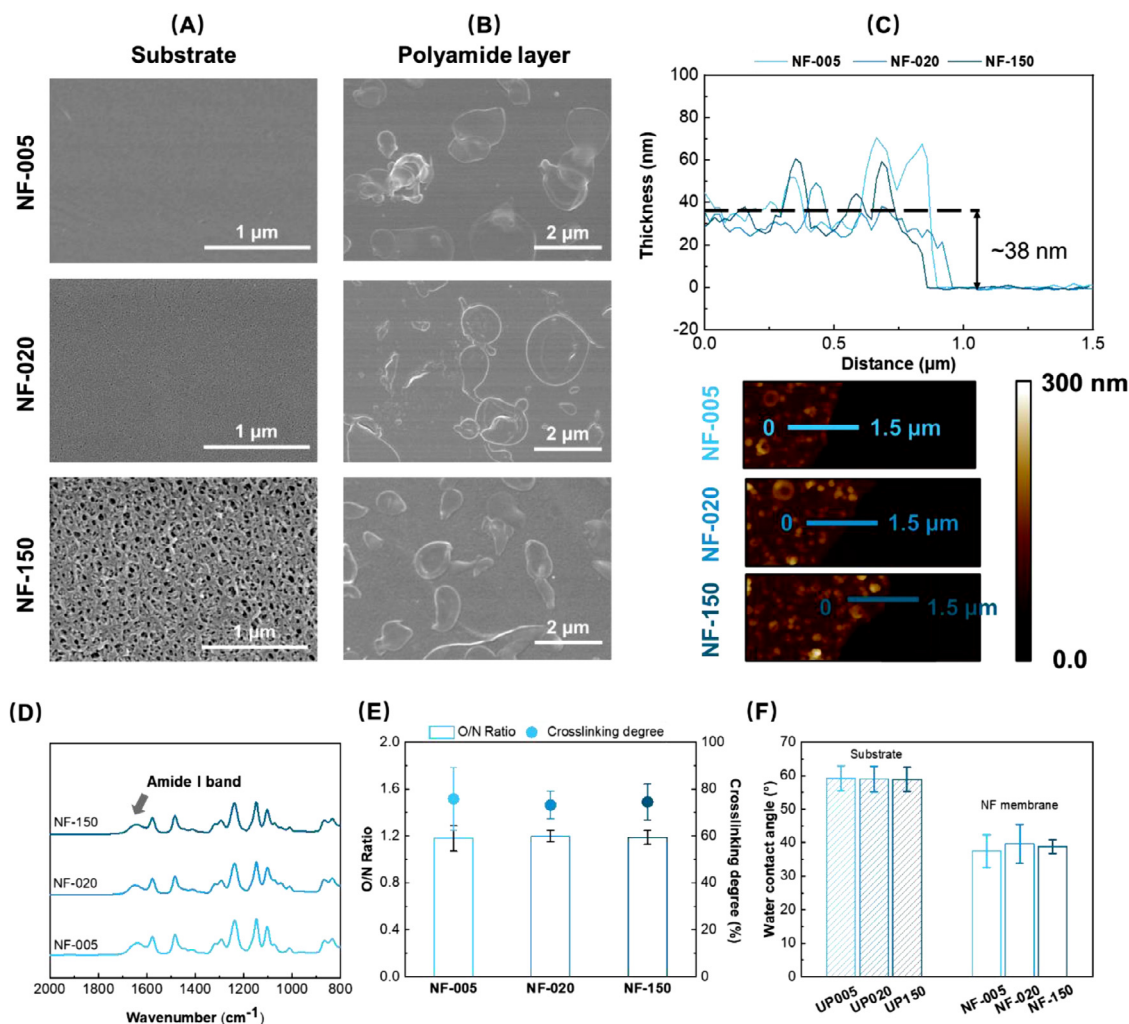 (A)
Substrate
(B)
Polyamide layer
(C)
NF-005
1 µm
2 µm
NF-020
1 µm
2 µm
NF-150
1 µm
2 µm
NF-005 NF-020 NF-150
Thickness (nm)
100
80
60
40
20
0
-20
~38 nm
0.0 0.5 1.0 1.5
Distance (µm)
NF-005
0 1.5 µm
NF-020
0 1.5 µm
NF-150
0 1.5 µm
300 nm
0.0
(D)
Amide I band
NF-150
NF-020
NF-005
2000 1800 1600 1400 1200 1000 800
Wavenumber (cm⁻¹)
(E)
O/N Ratio Crosslinking degree
O/N Ratio
2.0
1.6
1.2
0.8
0.4
0.0
100
80
60
40
20
0
Crosslinking degree (%)
NF-005 NF-020 NF-150
(F)
Water contact angle (°)
70
60
50
40
30
20
10
0
Substrate
NF membrane
UP005 UP020 UP150 NF-005 NF-020 NF-150